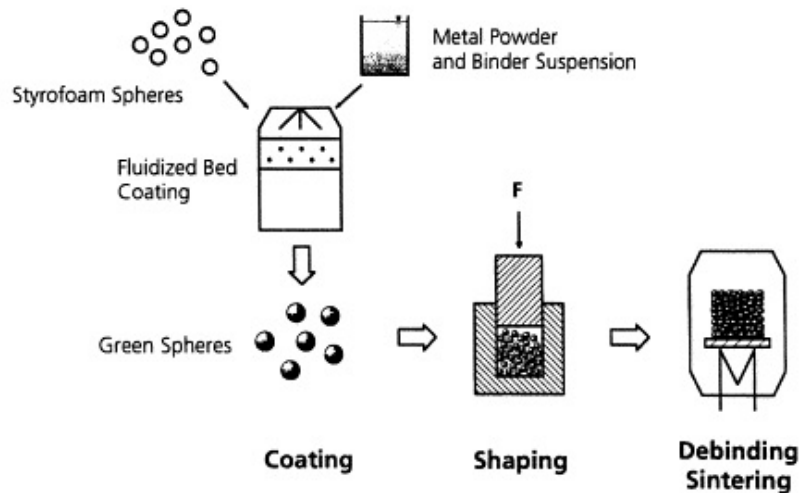 Styrofoam Spheres
Metal Powder
and Binder Suspension
Fluidized Bed
Coating
F
Green Spheres
Coating
Shaping
Debinding
Sintering